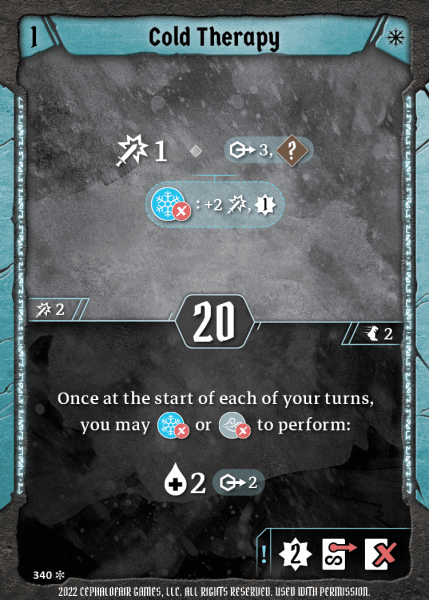 1
Cold Therapy
1
3, ?
: +2 , 1
2
20
2
Once at the start of each of your turns,
you may or to perform:
2
2
! 2
340
2022 CEPHALOFAIR GAMES, LLC. ALL RIGHTS RESERVED. USED WITH PERMISSION.